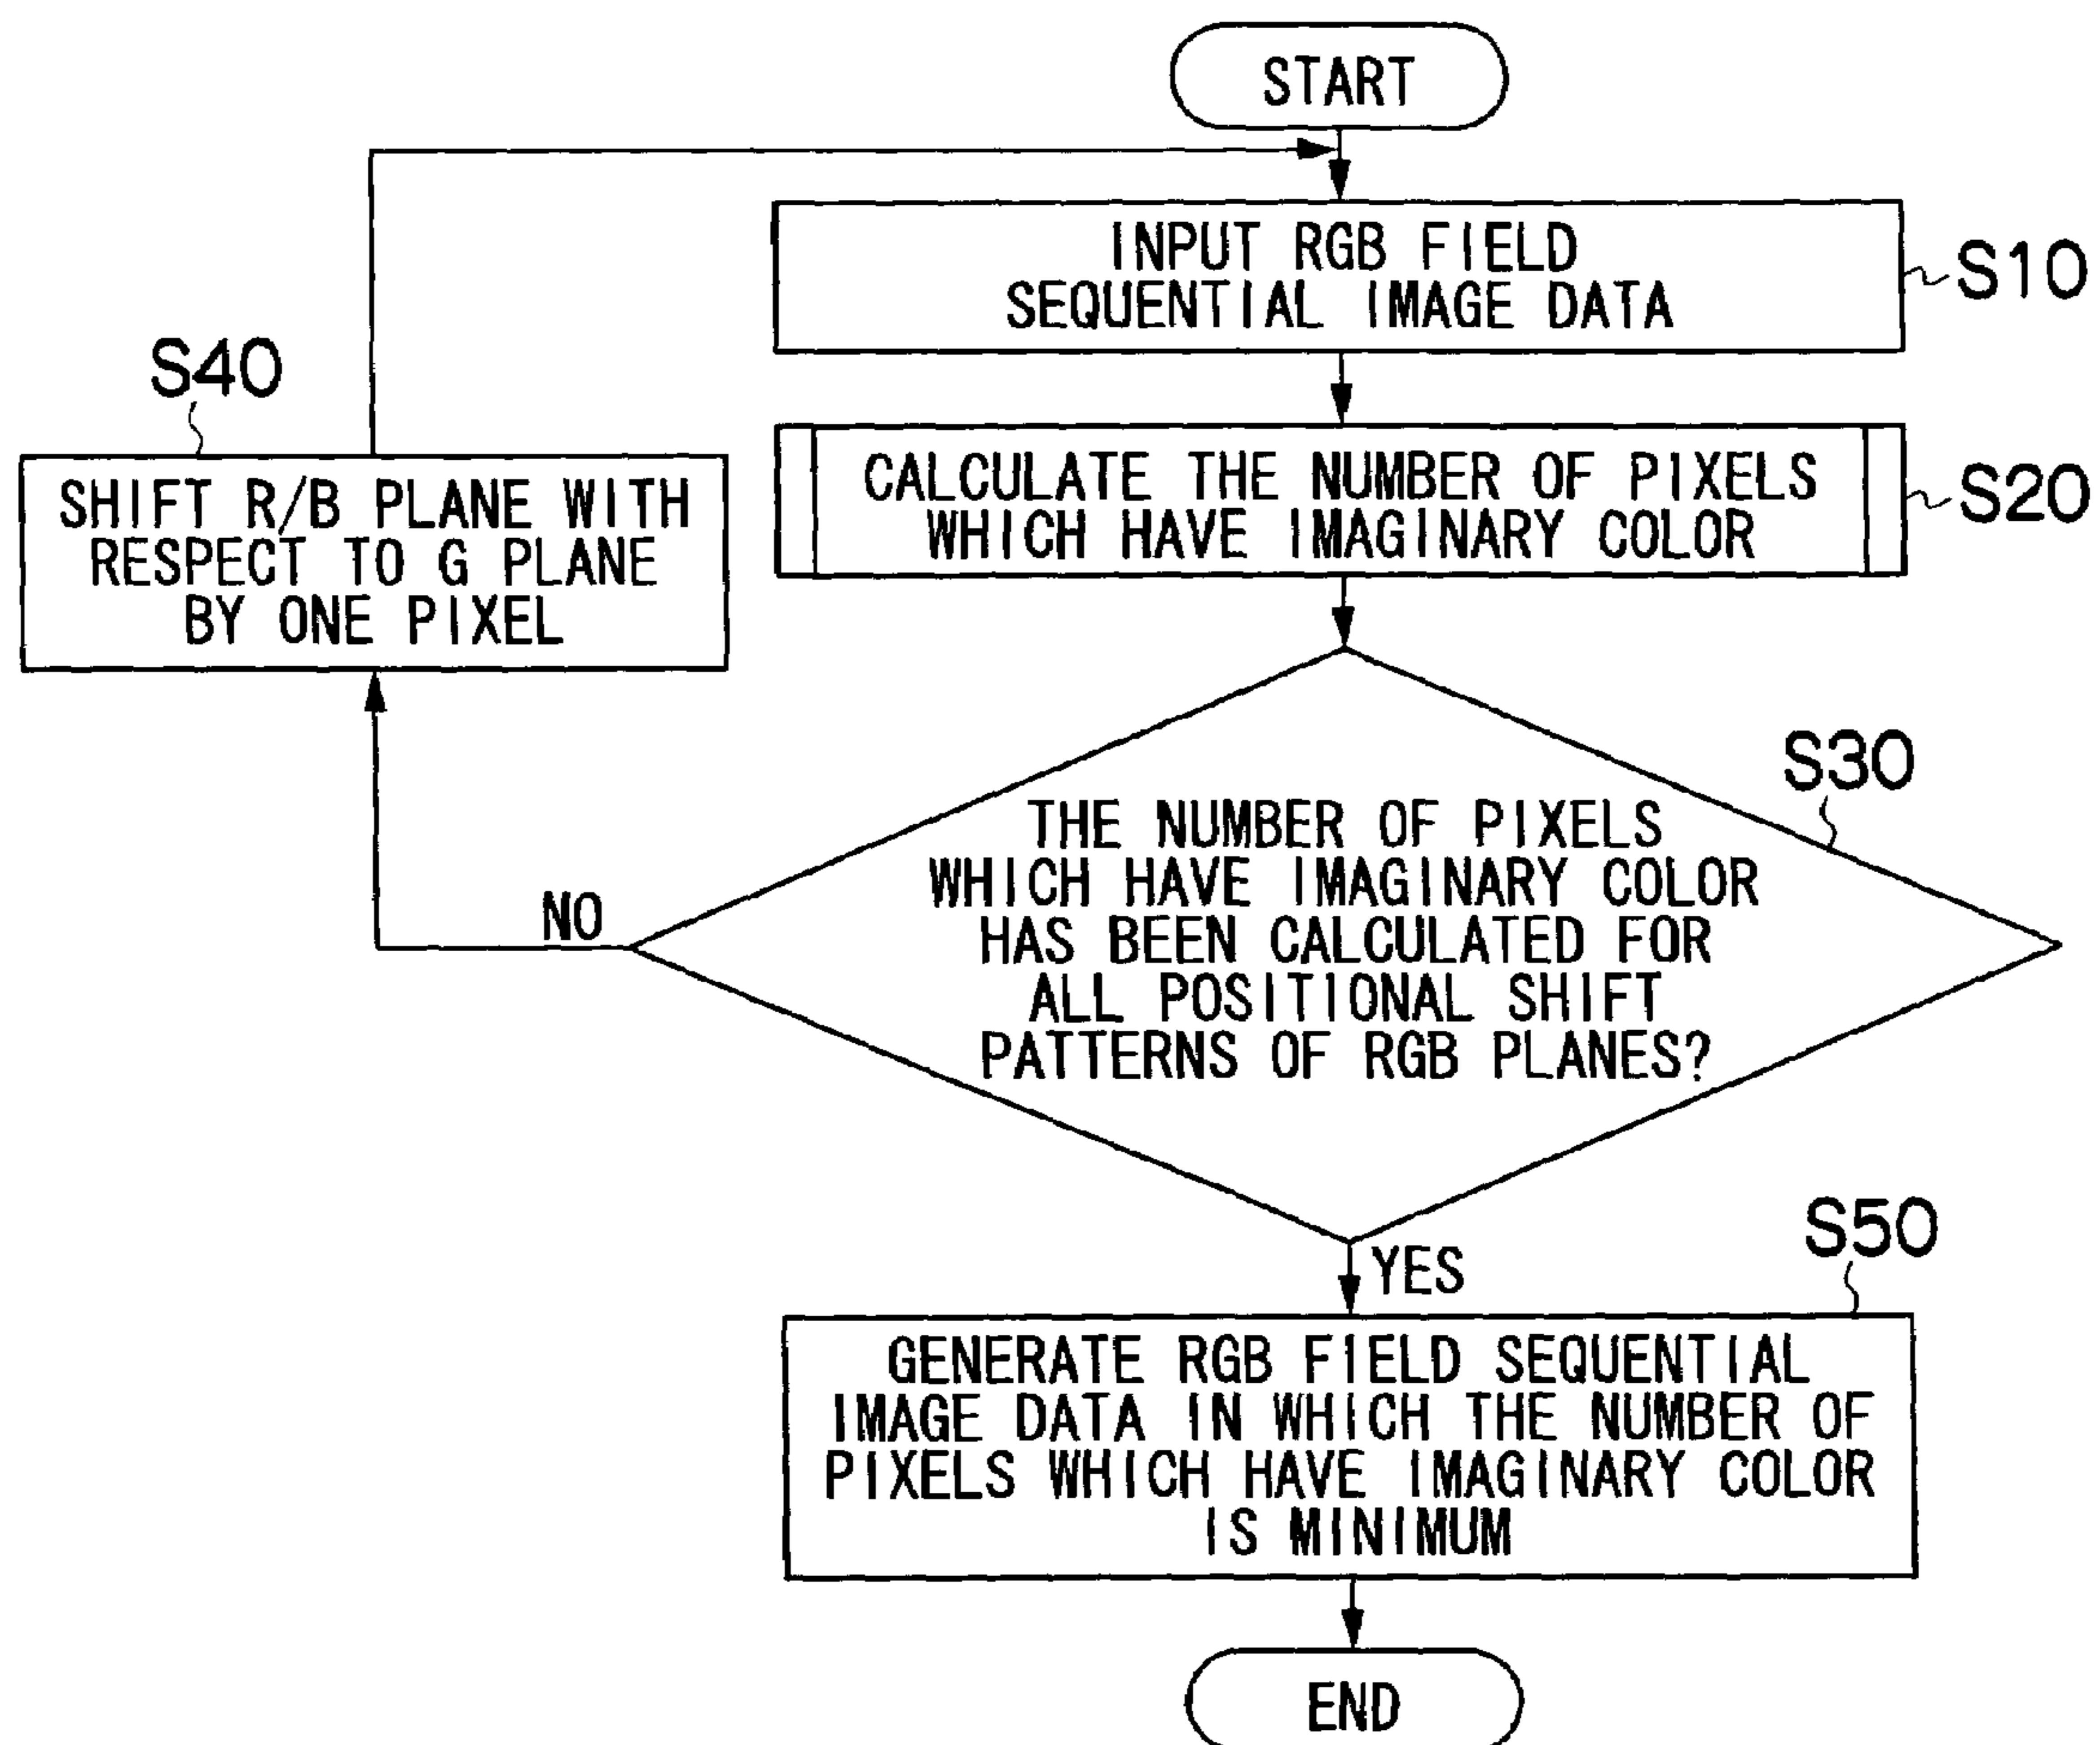 START
INPUT RGB FIELD
SEQUENTIAL IMAGE DATA
S10
S40
SHIFT R/B PLANE WITH
RESPECT TO G PLANE
BY ONE PIXEL
CALCULATE THE NUMBER OF PIXELS
WHICH HAVE IMAGINARY COLOR
S20
S30
THE NUMBER OF PIXELS
WHICH HAVE IMAGINARY COLOR
HAS BEEN CALCULATED FOR
ALL POSITIONAL SHIFT
PATTERNS OF RGB PLANES?
NO
YES
S50
GENERATE RGB FIELD SEQUENTIAL
IMAGE DATA IN WHICH THE NUMBER OF
PIXELS WHICH HAVE IMAGINARY COLOR
IS MINIMUM
END